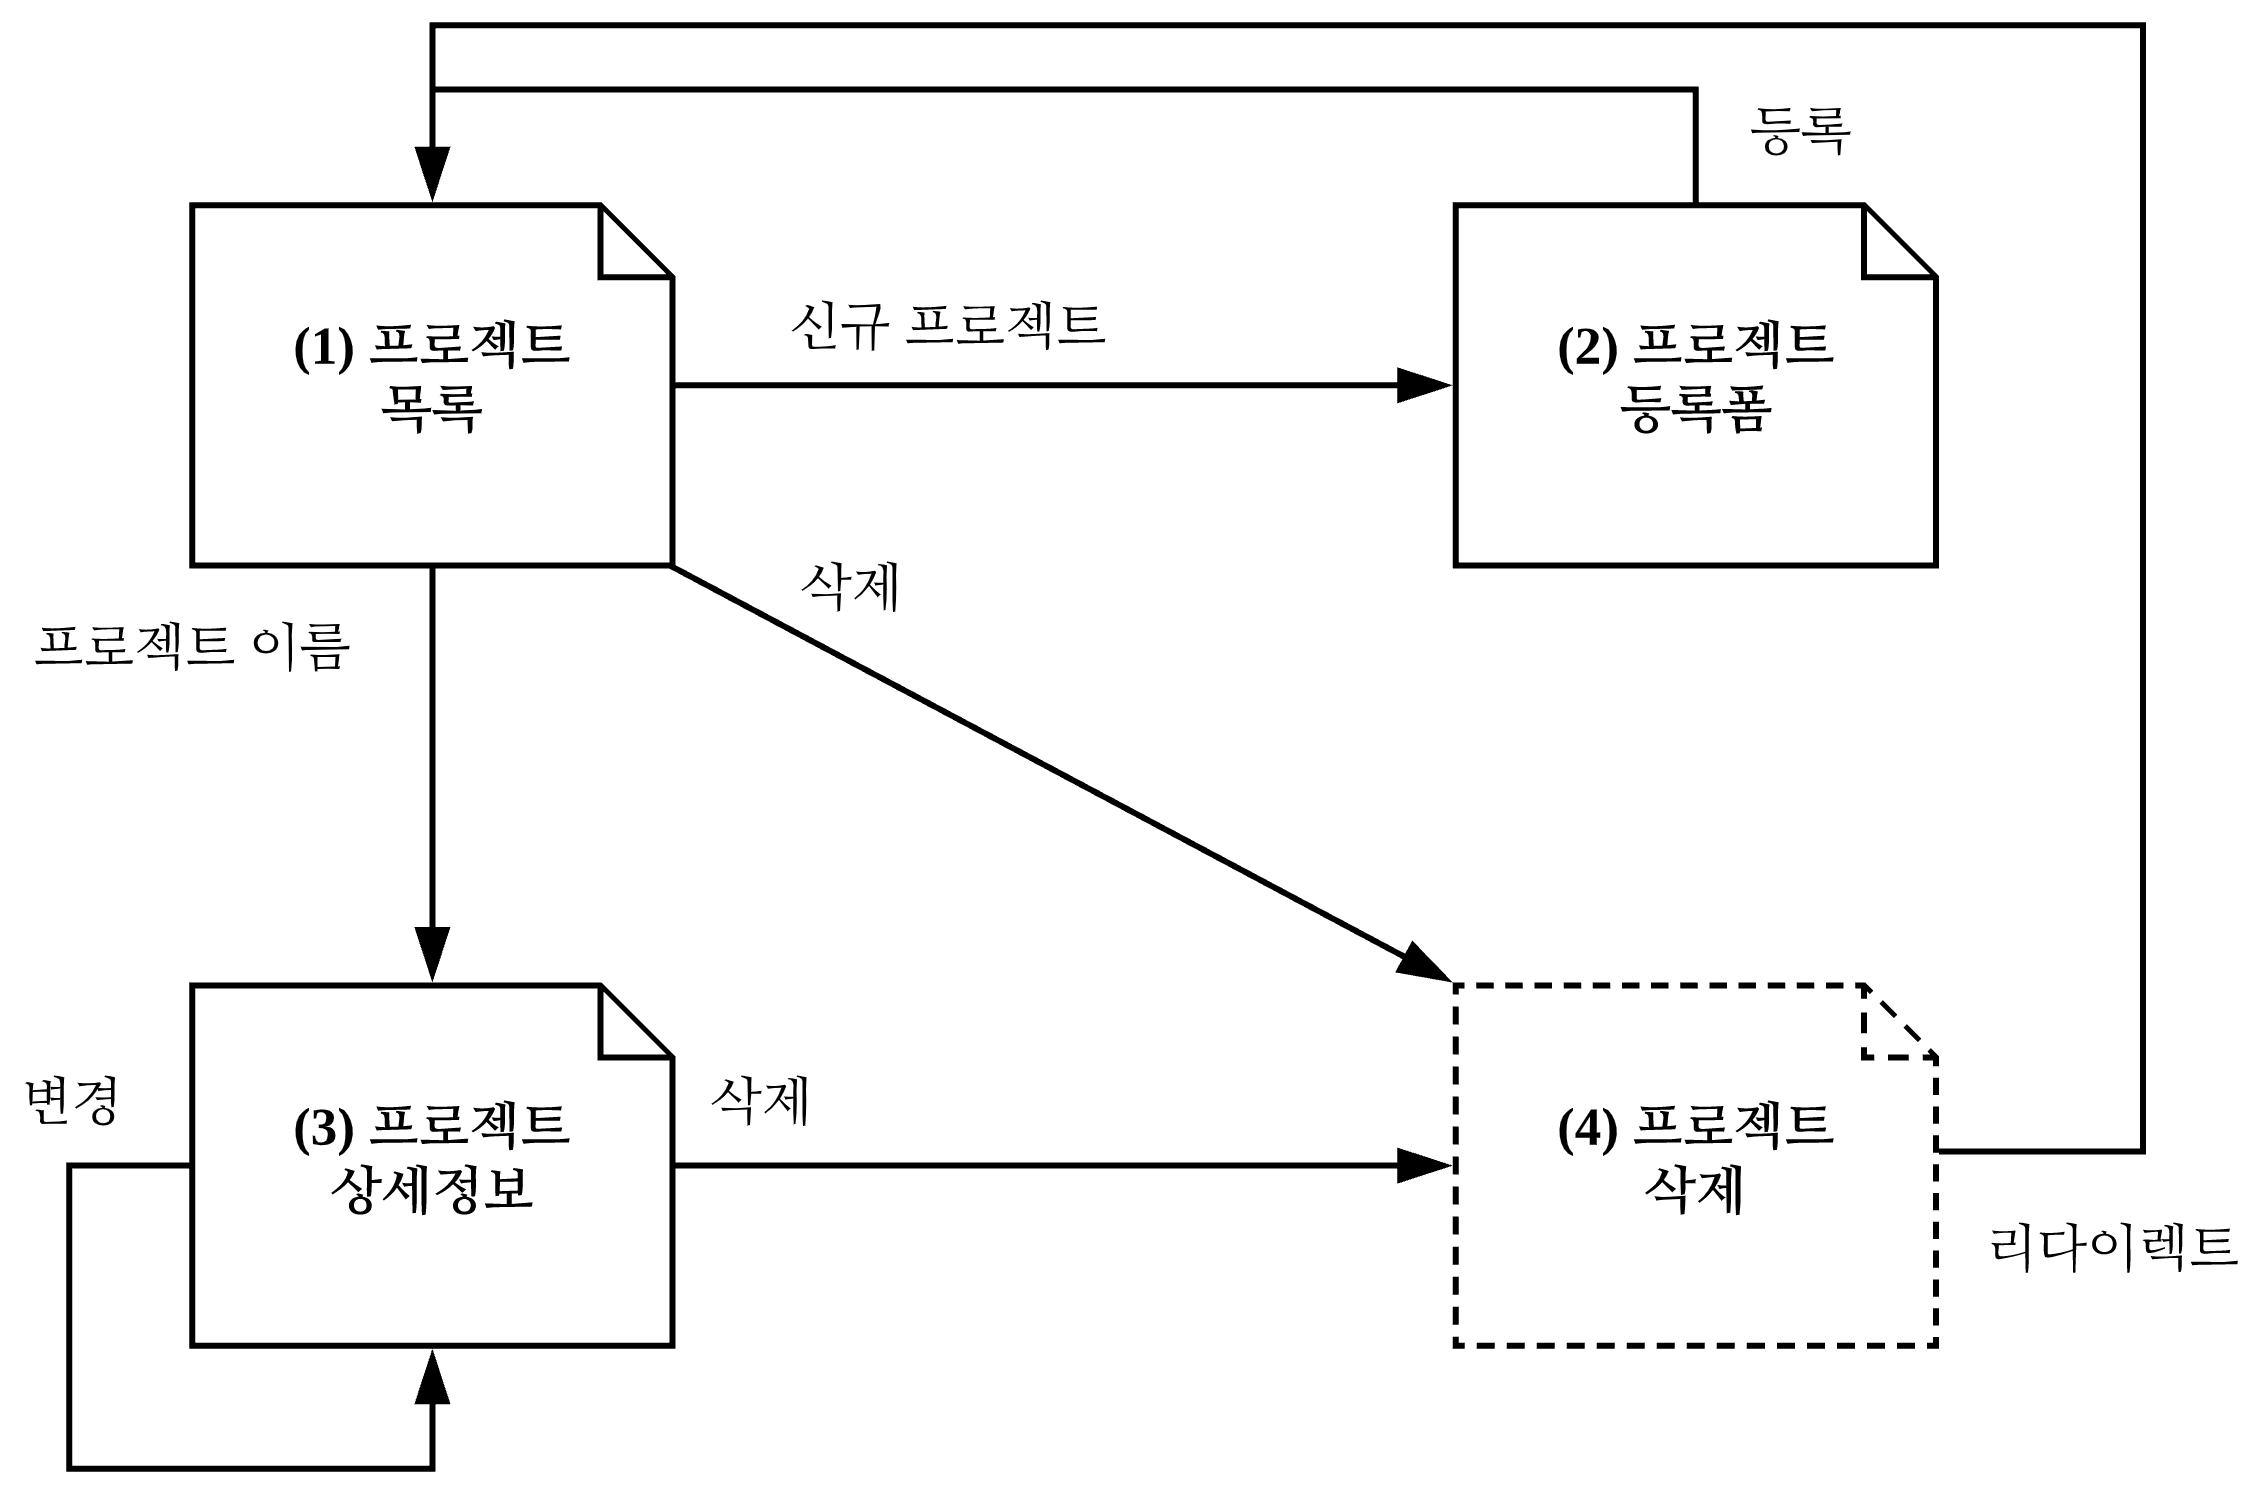 등록
신규 프로젝트
(1) 프로젝트
목록
(2) 프로젝트
등록폼
삭제
프로젝트 이름
변경
삭제
(3) 프로젝트
상세정보
(4) 프로젝트
삭제
리다이렉트